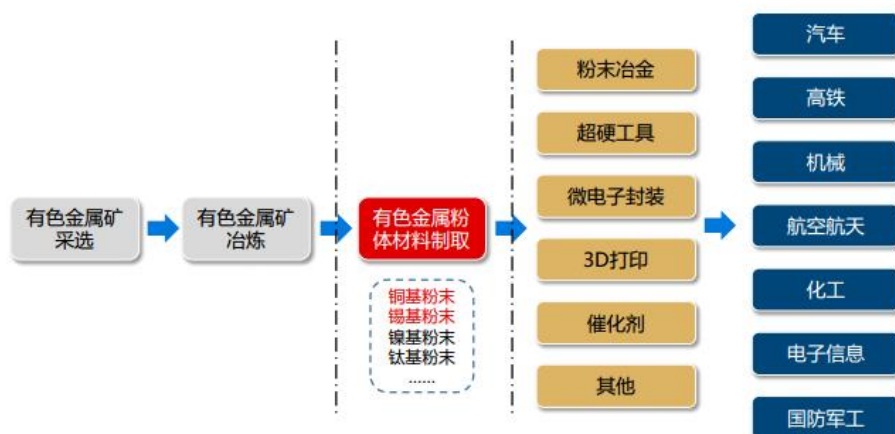 有色金属矿
采选
有色金属矿
冶炼
有色金属粉
体材料制取
铜基粉末
锡基粉末
镍基粉末
钛基粉末
......
粉末冶金
超硬工具
微电子封装
3D打印
催化剂
其他
汽车
高铁
机械
航空航天
化工
电子信息
国防军工